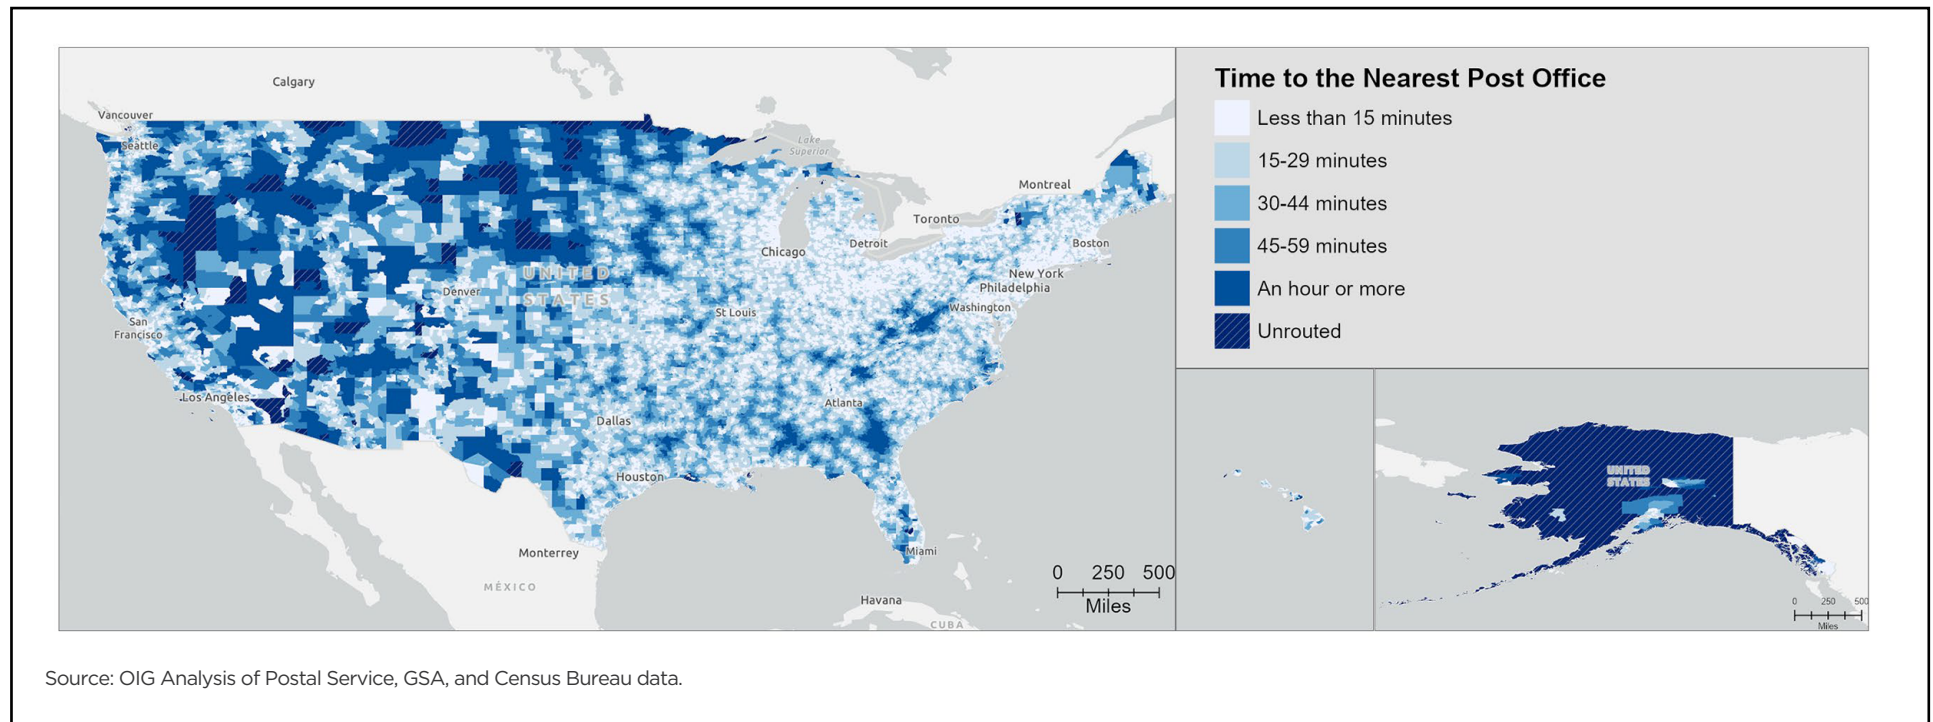 Calgary
Vancouver
Seattle
Lake
Superior
Montreal
Toronto
Chicago
Detroit
Boston
UNITED
STATES
Denver
New York
Philadelphia
St Louis
Washington
San
Francisco
Los Angeles
Atlanta
Dallas
Houston
Monterrey
MÉXICO
Miami
Havana
CUBA
0 250 500
Miles
Time to the Nearest Post Office
Less than 15 minutes
15-29 minutes
30-44 minutes
45-59 minutes
An hour or more
Unrouted
UNITED
STATES
0 250 500
Miles
Source: OIG Analysis of Postal Service, GSA, and Census Bureau data.